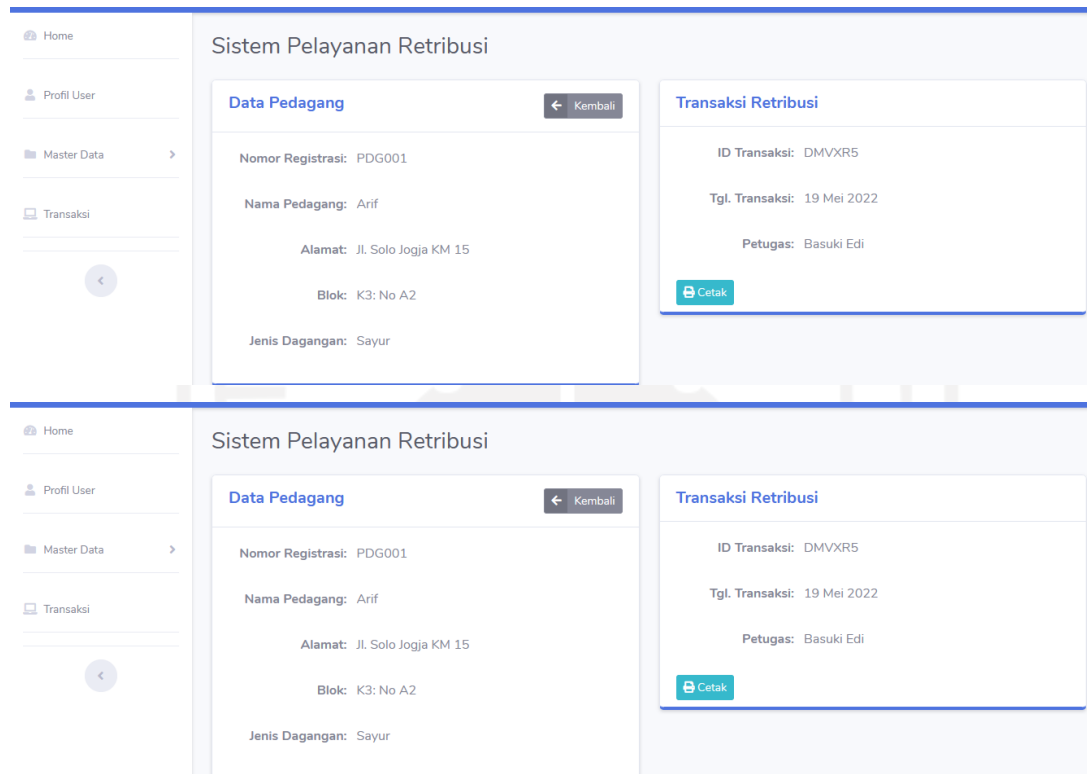 Home
Profil User
Master Data
Transaksi
Sistem Pelayanan Retribusi
Data Pedagang
Kembali
Nomor Registrasi: PDG001
Nama Pedagang: Arif
Alamat: Jl. Solo Jogja KM 15
Blok: K3: No A2
Jenis Dagangan: Sayur
Transaksi Retribusi
ID Transaksi: DMVXR5
Tgl. Transaksi: 19 Mei 2022
Petugas: Basuki Edi
Cetak
Home
Profil User
Master Data
Transaksi
Sistem Pelayanan Retribusi
Data Pedagang
Kembali
Nomor Registrasi: PDG001
Nama Pedagang: Arif
Alamat: Jl. Solo Jogja KM 15
Blok: K3: No A2
Jenis Dagangan: Sayur
Transaksi Retribusi
ID Transaksi: DMVXR5
Tgl. Transaksi: 19 Mei 2022
Petugas: Basuki Edi
Cetak